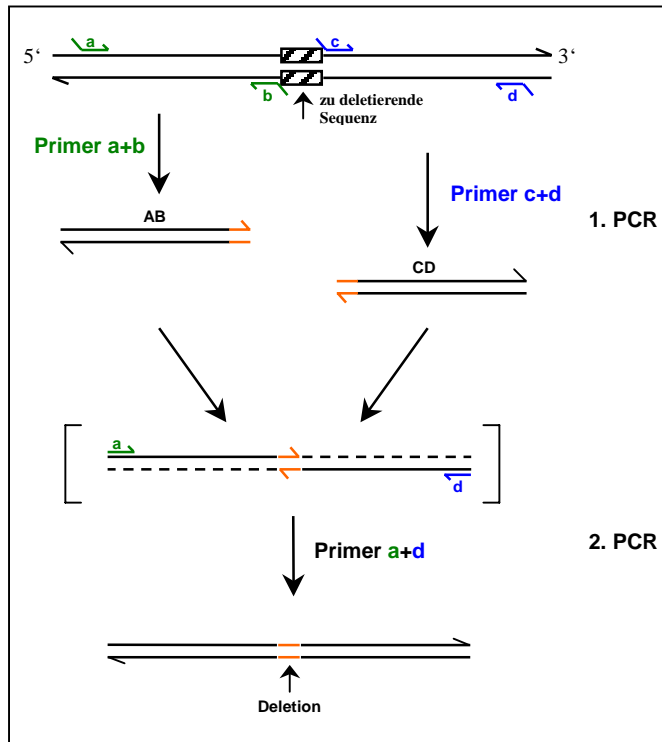 a
c
5‘
3‘
b
d
zu deletierende
Sequenz
Primer a+b
Primer c+d
1. PCR
AB
CD
a
d
Primer a+d
2. PCR
Deletion